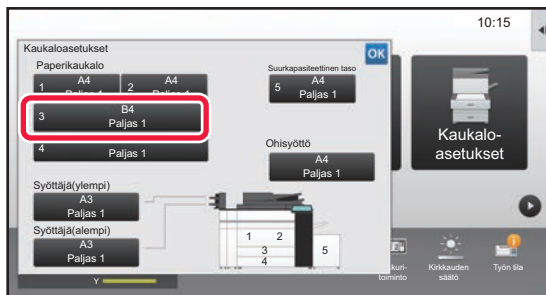 10:15
Kaukaloasetukset
OK
Paperikaukalo
Suurkapasiteettinen taso
1 A4
Paljas 1
2 A4
Paljas 1
5 A4
Paljas 1
3 B4
Paljas 1
4
Paljas 1
Ohisyöttö
A4
Paljas 1
Kaukalo-
asetukset
Syöttäjä(ylempi)
A3
Paljas 1
Syöttäjä(alempi)
A3
Paljas 1
1 2
3
4
5
kuri-
toiminto
Kirkkauden
säätö
Työn tila
Y